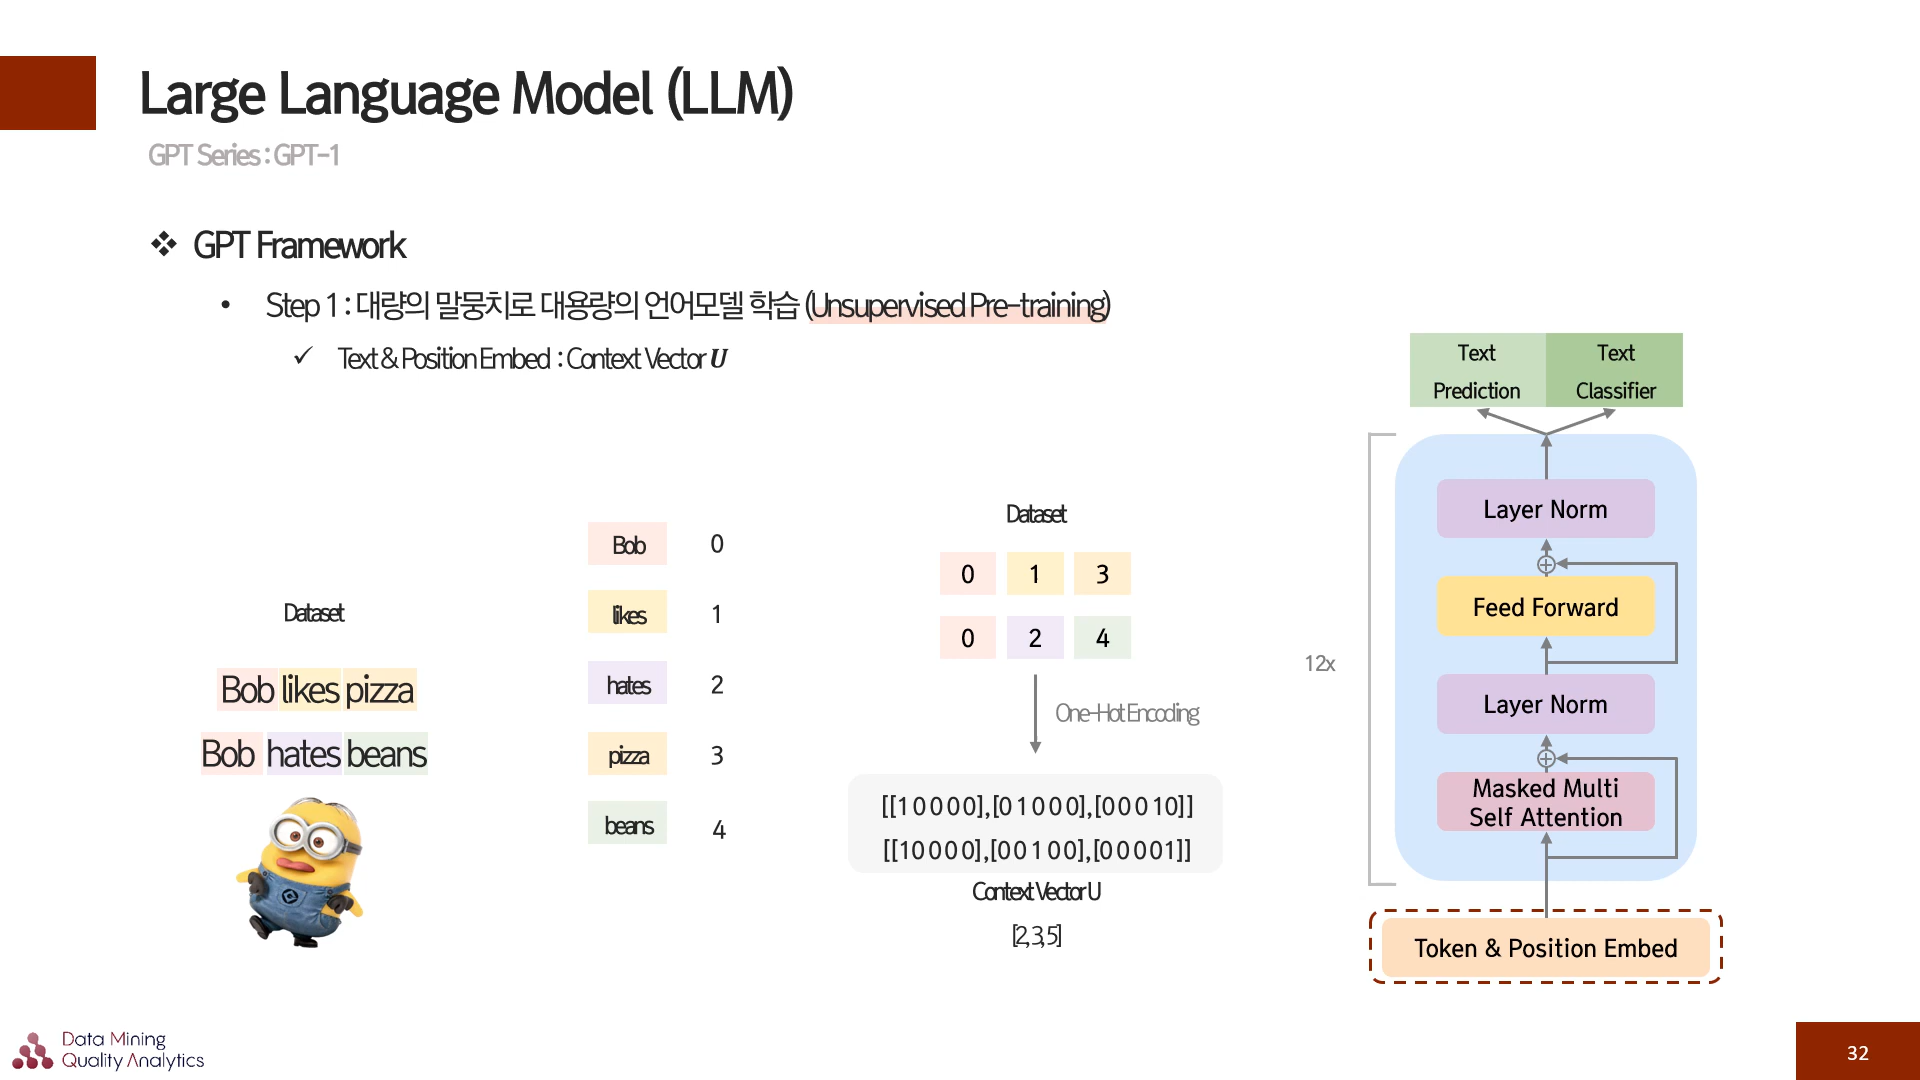 Large Language Model (LLM)
GPT Series : GPT-1
❖ GPT Framework
• Step 1 : 대량의 말뭉치로 대용량의 언어모델 학습 (Unsupervised Pre-training)
✓ Text & Position Embed : Context Vector U
Dataset
Bob likes pizza
Bob hates beans
Bob 0
likes 1
hates 2
pizza 3
beans 4
Dataset
0 1 3
0 2 4
One-Hot Encoding
[[1 0 0 0 0],[0 1 0 0 0],[0 0 0 1 0]]
[[1 0 0 0 0],[0 0 1 0 0],[0 0 0 0 1]]
Context Vector U
[2,3,5]
Text Prediction
Text Classifier
12x
Layer Norm
Feed Forward
Layer Norm
Masked Multi
Self Attention
Token & Position Embed
Data Mining
Quality Analytics
32